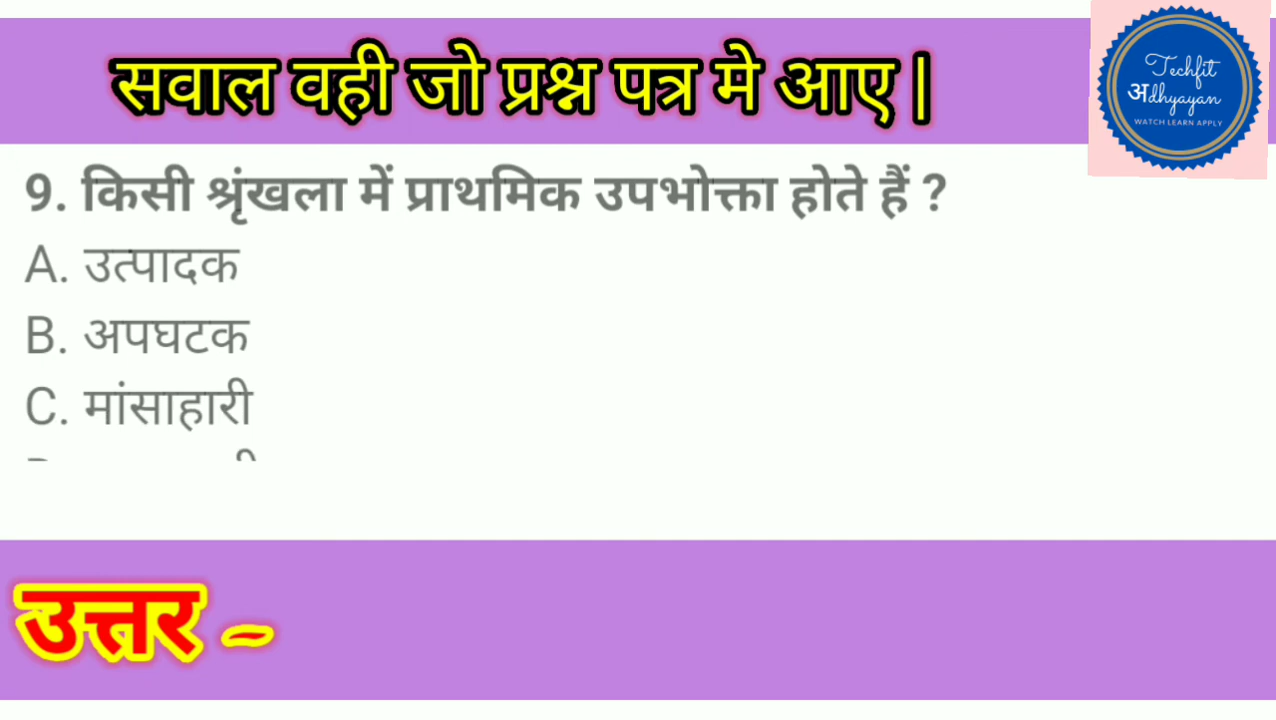 सवाल वही जो प्रश्न पत्र मे आए |
Techfit
अdhyayan
WATCH LEARN APPLY
9. किसी श्रृंखला में प्राथमिक उपभोक्ता होते हैं ?
A. उत्पादक
B. अपघटक
C. मांसाहारी
उत्तर –